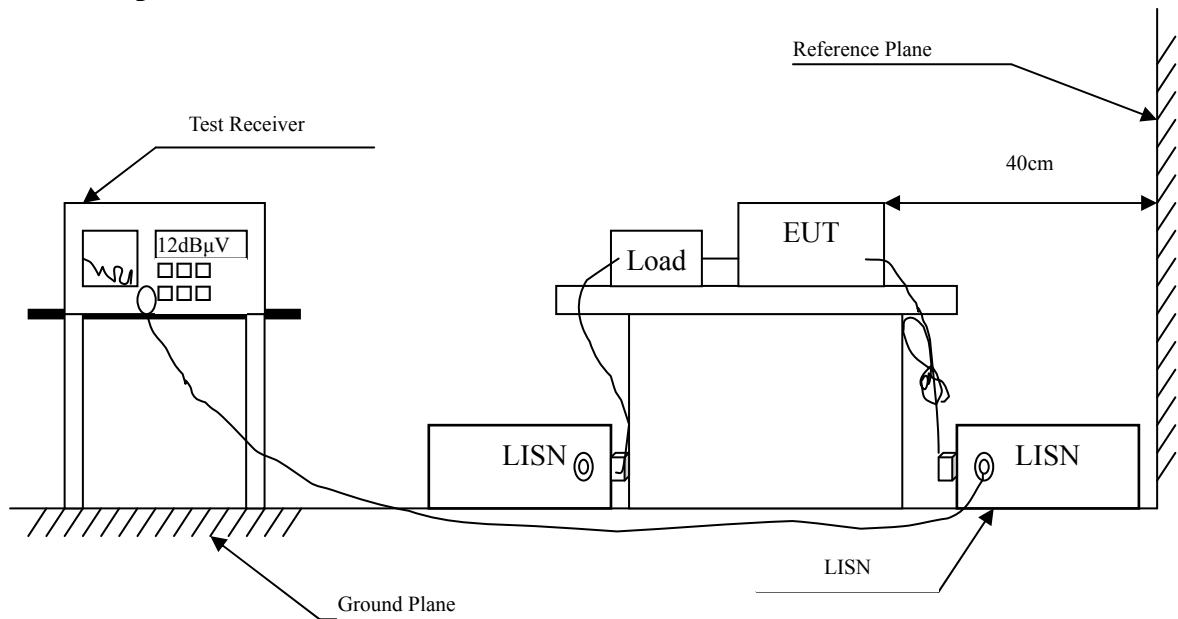 Reference Plane
Test Receiver
40cm
12dBμV
EUT
Load
LISN
LISN
LISN
Ground Plane